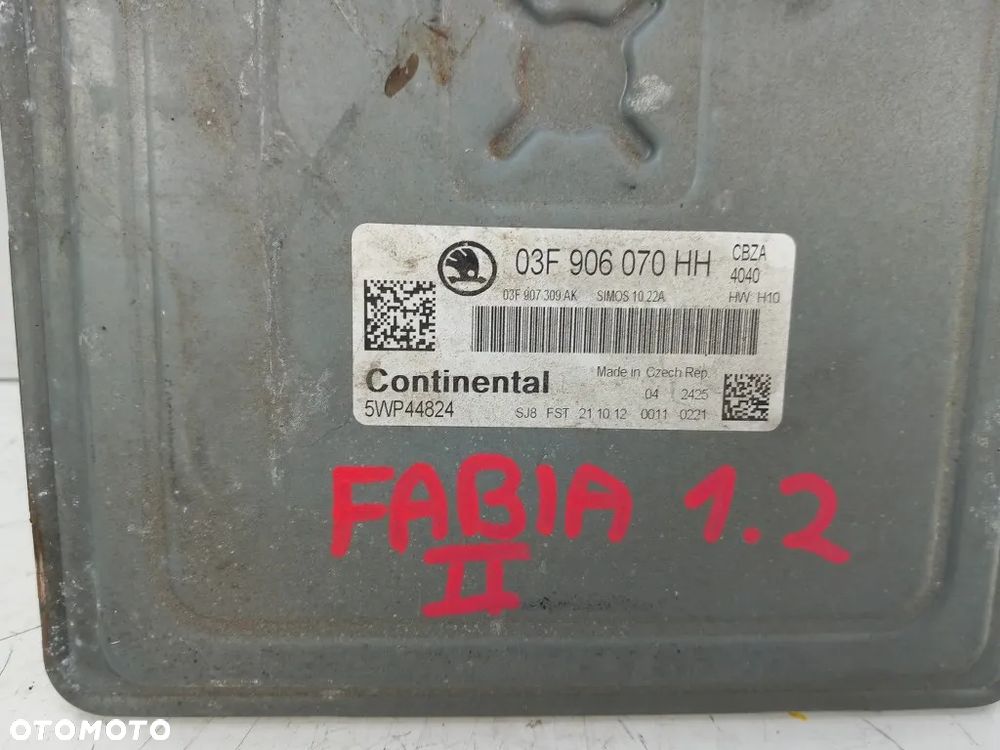 03F 906 070 HH
CBZA
4040
03F 907 309 AK SIMOS 10.22A HW H10
Made in Czech Rep.
Continental
04 2425
5WP44824
SJ8 FST 21 10 12 0011 0221
FABIA 1.2
II
OTOMOTO